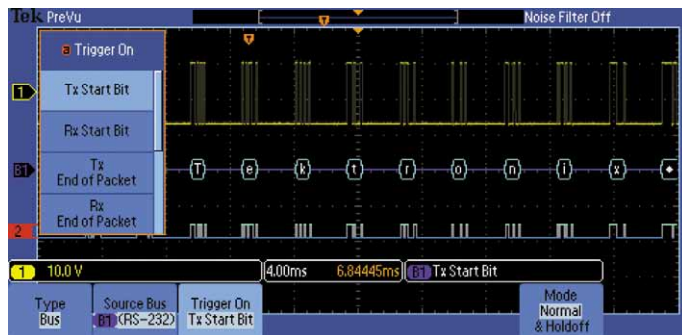 Tek PreVu
Noise Filter Off
a Trigger On
Tx Start Bit
Rx Start Bit
Tx
End of Packet
Rx
End of Packet
1
B1 T e k t r o n i x
2
1 10.0 V 4.00ms 6.84445ms B1 Tx Start Bit
Type
Bus
Source Bus
B1 (RS-232)
Trigger On
Tx Start Bit
Mode
Normal
& Holdoff